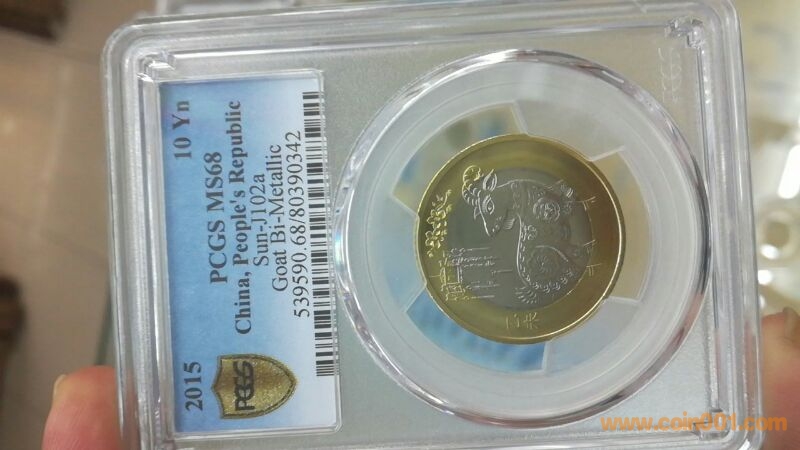 2015 10 Yn
PCGS MS68
China, People's Republic
Sun-J102a
Goat Bi-Metallic
539590.68/80390342
PCGS
PCGS
www.coin001.com